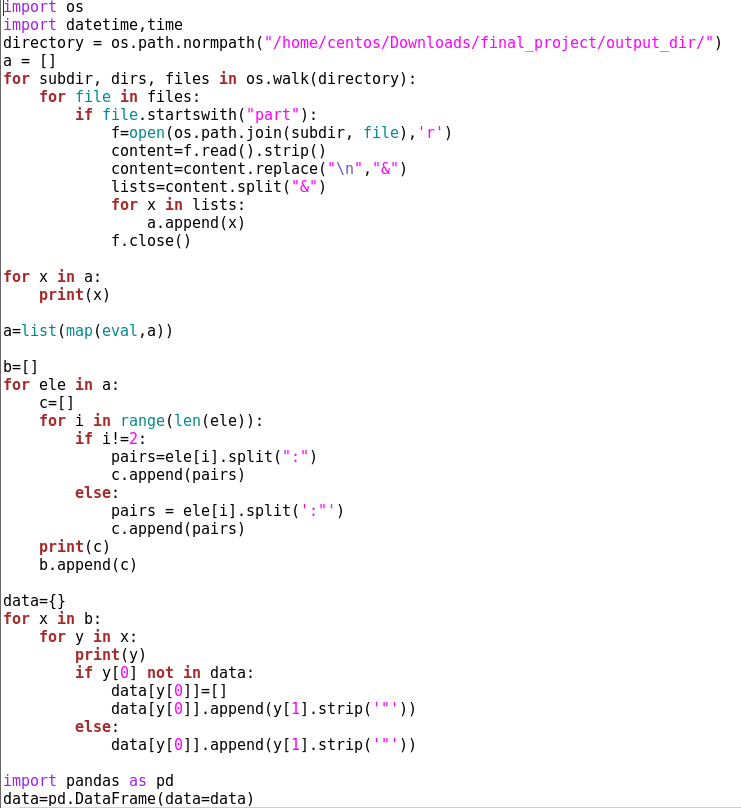 import os
import datetime,time
directory = os.path.normpath("/home/centos/Downloads/final_project/output_dir/")
a = []
for subdir, dirs, files in os.walk(directory):
    for file in files:
        if file.startswith("part"):
            f=open(os.path.join(subdir, file),'r')
            content=f.read().strip()
            content=content.replace("\n","&")
            lists=content.split("&")
            for x in lists:
                a.append(x)
            f.close()

for x in a:
    print(x)

a=list(map(eval,a))

b=[]
for ele in a:
    c=[]
    for i in range(len(ele)):
        if i!=2:
            pairs=ele[i].split(":")
            c.append(pairs)
        else:
            pairs = ele[i].split(':"')
            c.append(pairs)
    print(c)
    b.append(c)

data={}
for x in b:
    for y in x:
        print(y)
        if y[0] not in data:
            data[y[0]]=[]
            data[y[0]].append(y[1].strip('"'))
        else:
            data[y[0]].append(y[1].strip('"'))

import pandas as pd
data=pd.DataFrame(data=data)